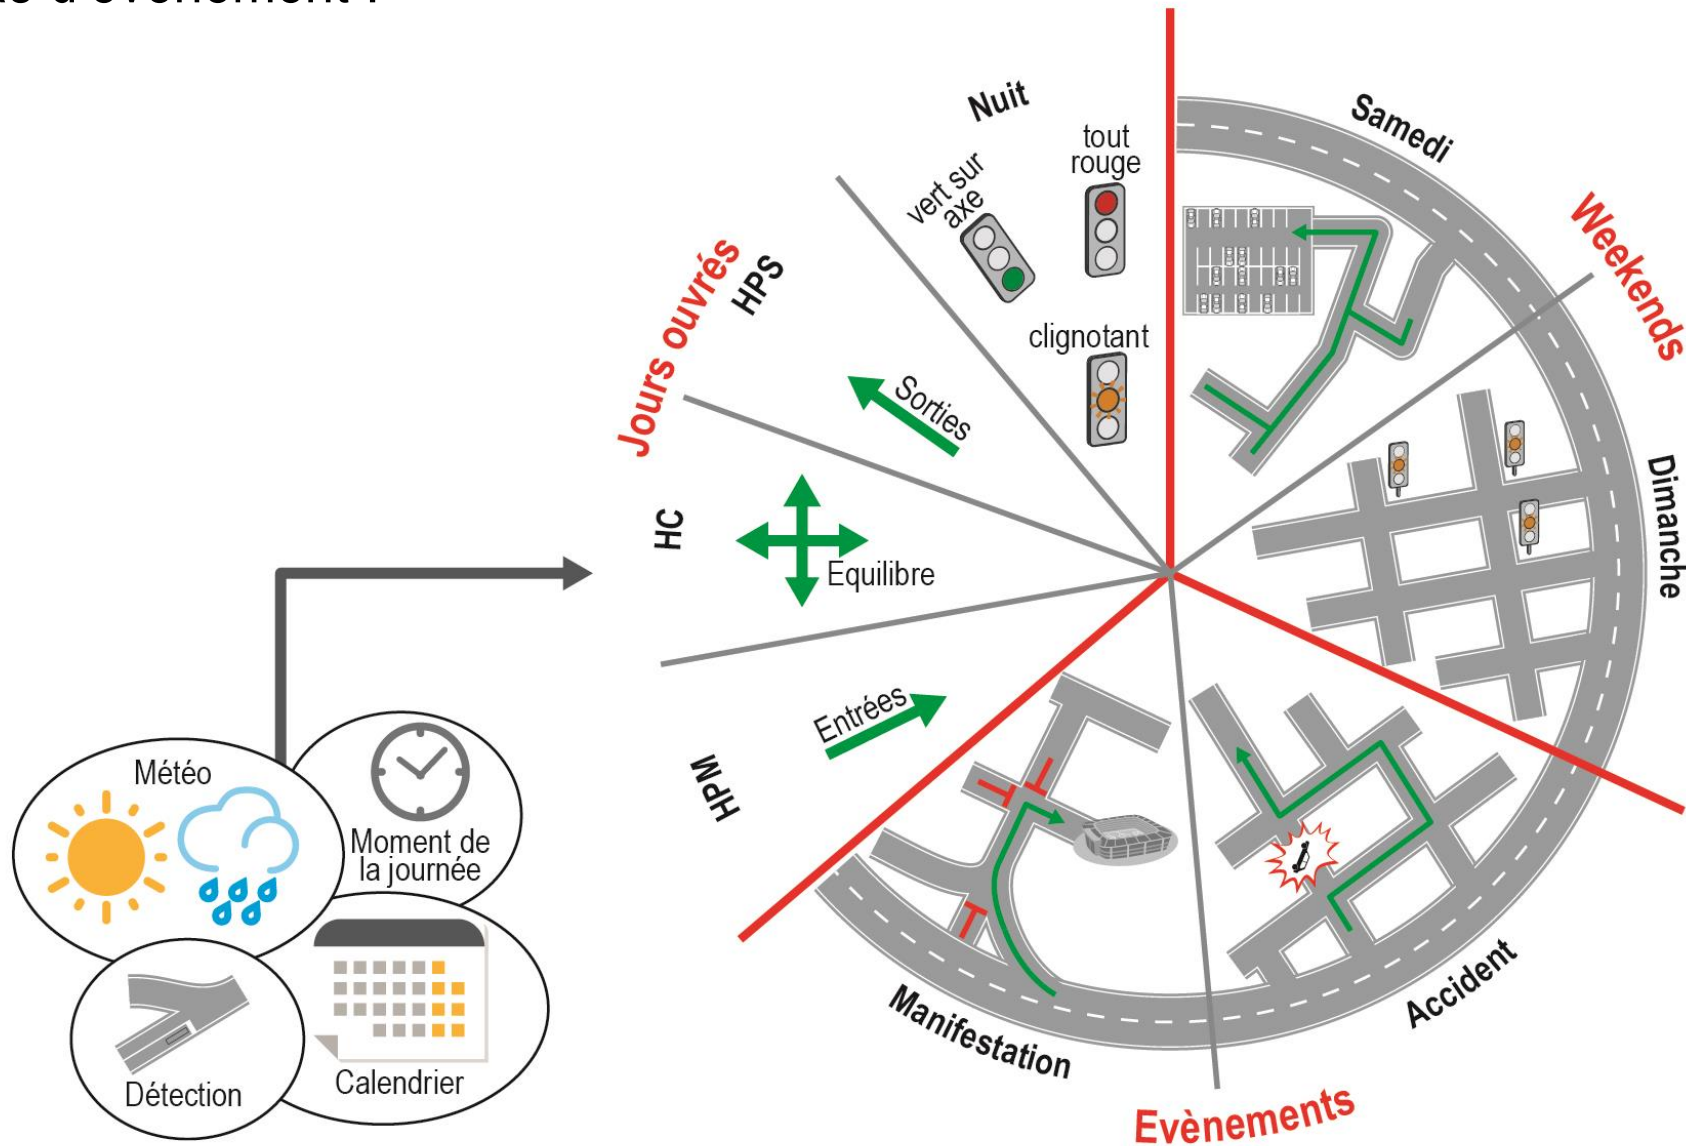 d'évènement :
Nuit
tout
rouge
vert sur
axe
clignotant
Samedi
Weekends
Dimanche
Jours ouvrés
HPS
Sorties
HC
Equilibre
HPM
Entrées
Manifestation
Accident
Evènements
Météo
Moment de
la journée
Détection
Calendrier